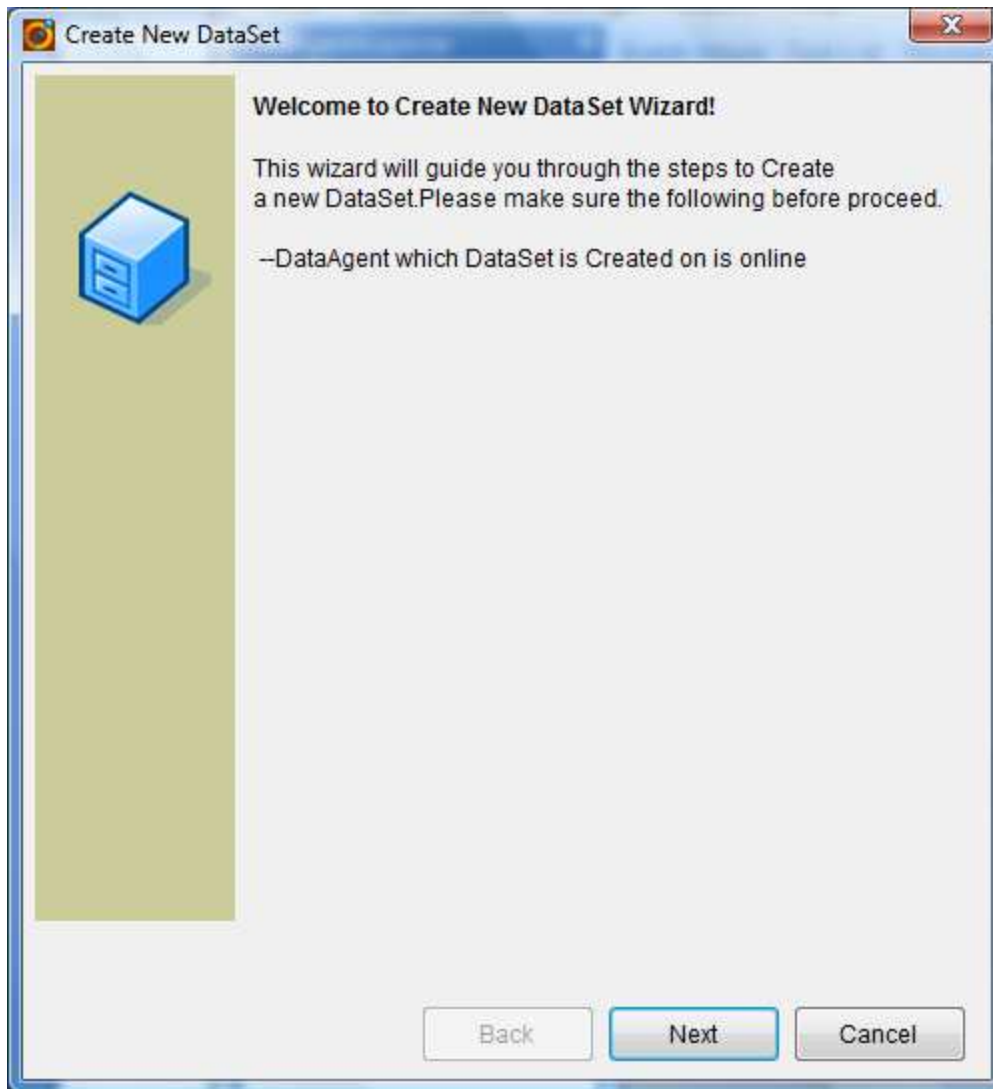 Create New DataSet
Welcome to Create New DataSet Wizard!
This wizard will guide you through the steps to Create
a new DataSet.Please make sure the following before proceed.
--DataAgent which DataSet is Created on is online
Back
Next
Cancel